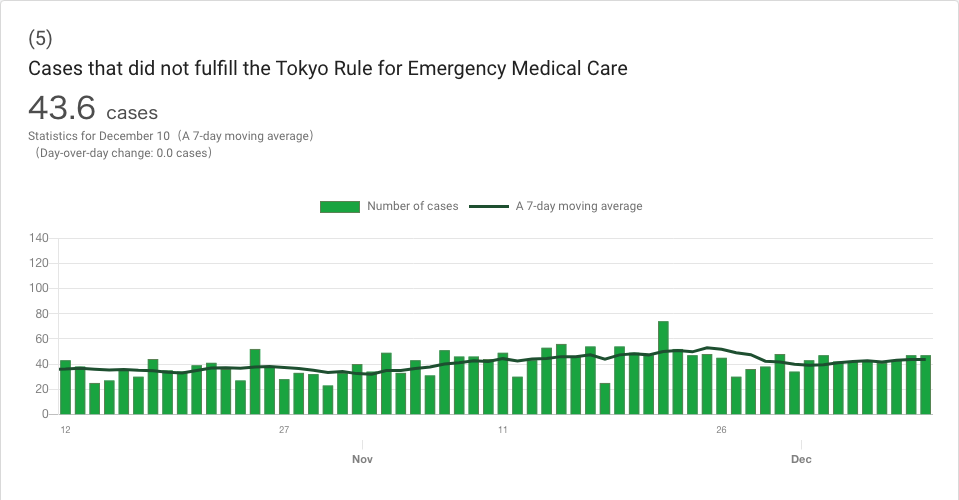 (5)
Cases that did not fulfill the Tokyo Rule for Emergency Medical Care
43.6 cases
Statistics for December 10（A 7-day moving average）
（Day-over-day change: 0.0 cases）
Number of cases A 7-day moving average
140
120
100
80
60
40
20
0
12 27 11 26
Nov Dec